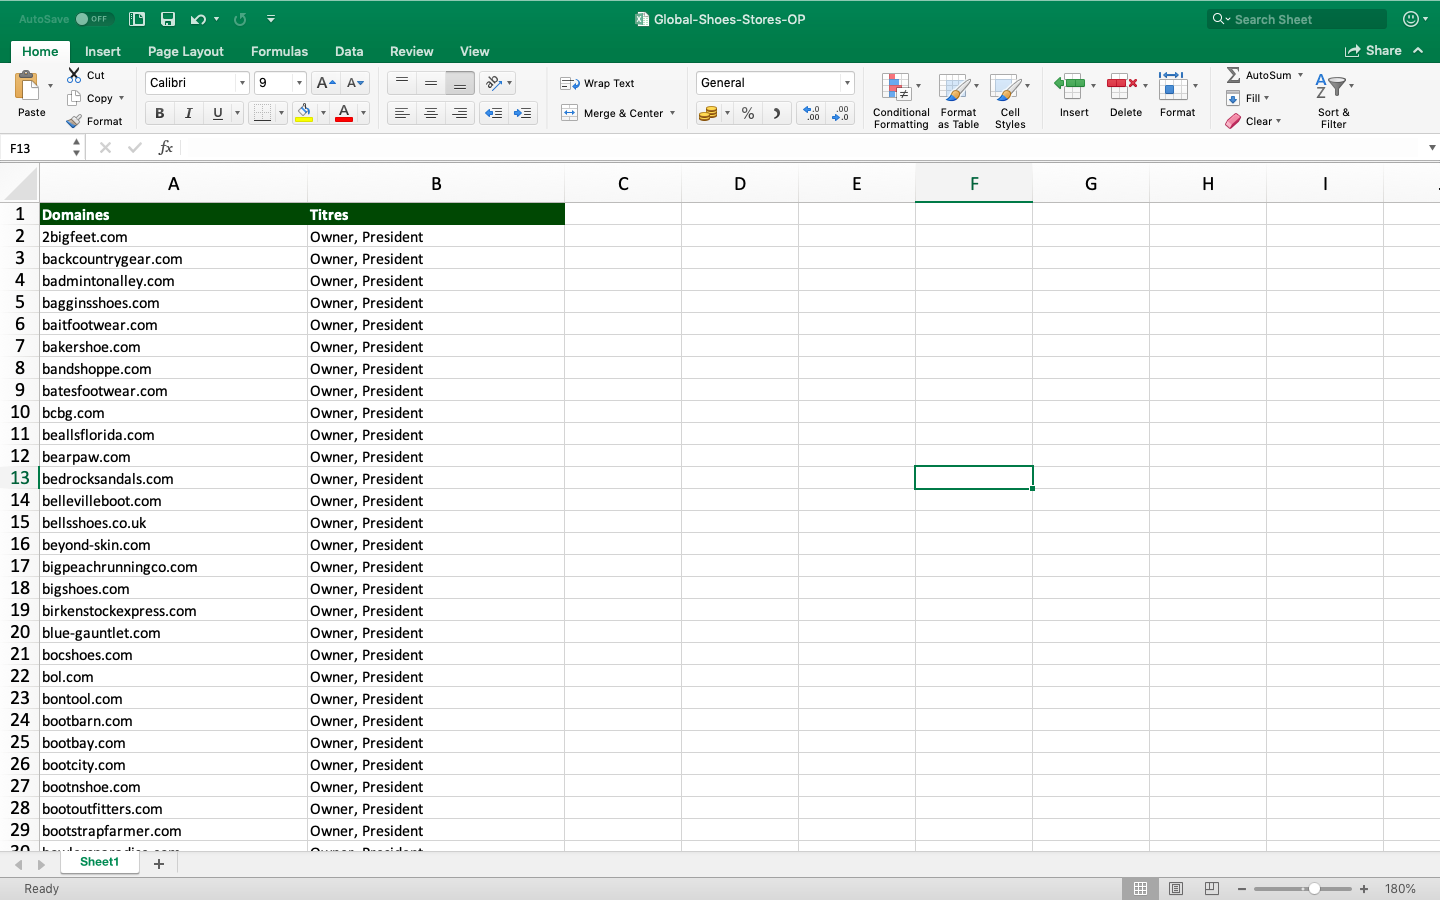 AutoSave OFF Global-Shoes-Stores-OP Search Sheet
Home Insert Page Layout Formulas Data Review View Share
Paste Cut Copy Format
Calibri 9 A A
B I U A
Wrap Text
Merge & Center
General
% .0 .00 .00 .0
Conditional Formatting
Format as Table
Cell Styles
Insert Delete Format
AutoSum
Fill
Clear
A Z
Sort & Filter
F13 fx
A B C D E F G H I
1 Domaines Titres
2 2bigfeet.com Owner, President
3 backcountrygear.com Owner, President
4 badmintonalley.com Owner, President
5 bagginsshoes.com Owner, President
6 baitfootwear.com Owner, President
7 bakershoe.com Owner, President
8 bandshoppe.com Owner, President
9 batesfootwear.com Owner, President
10 bcbg.com Owner, President
11 beallsflorida.com Owner, President
12 bearpaw.com Owner, President
13 bedrocksandals.com Owner, President
14 bellevilleboot.com Owner, President
15 bellsshoes.co.uk Owner, President
16 beyond-skin.com Owner, President
17 bigpeachrunningco.com Owner, President
18 bigshoes.com Owner, President
19 birkenstockexpress.com Owner, President
20 blue-gauntlet.com Owner, President
21 bocshoes.com Owner, President
22 bol.com Owner, President
23 bontool.com Owner, President
24 bootbarn.com Owner, President
25 bootbay.com Owner, President
26 bootcity.com Owner, President
27 bootnshoe.com Owner, President
28 bootoutfitters.com Owner, President
29 bootstrapfarmer.com Owner, President
30 Owner, President
Sheet1 +
Ready 180%